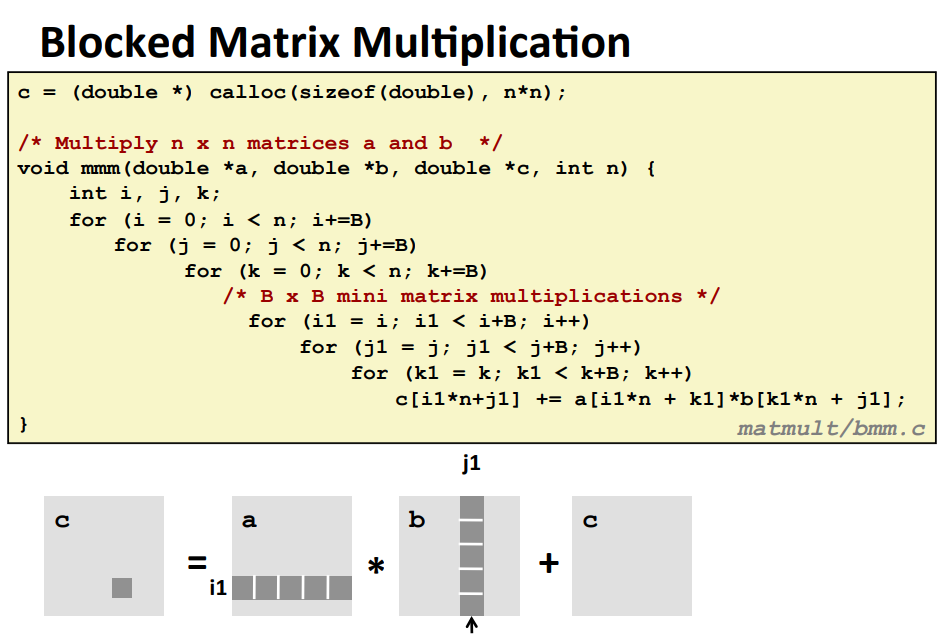 Blocked Matrix Multiplication
c = (double *) calloc(sizeof(double), n*n);
/* Multiply n x n matrices a and b  */
void mmm(double *a, double *b, double *c, int n) {
    int i, j, k;
    for (i = 0; i < n; i+=B)
        for (j = 0; j < n; j+=B)
            for (k = 0; k < n; k+=B)
                /* B x B mini matrix multiplications */
                for (i1 = i; i1 < i+B; i++)
                    for (j1 = j; j1 < j+B; j++)
                        for (k1 = k; k1 < k+B; k++)
                            c[i1*n+j1] += a[i1*n + k1]*b[k1*n + j1];
}
matmult/bmm.c
j1
c a b c
= * +
i1